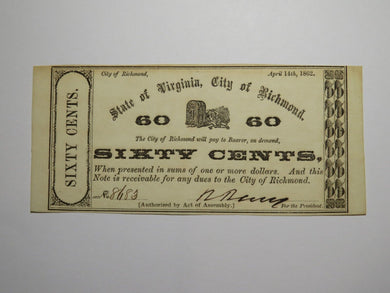 City of Richmond, April 14th, 1862.
State of Virginia, City of Richmond.
60 60
The City of Richmond will pay to Bearer, on demand,
SIXTY CENTS,
When presented in sums of one or more dollars. And this
Note is receivable for any dues to the City of Richmond.
No. 8683
[Authorized by Act of Assembly.] For the President.
SIXTY CENTS.